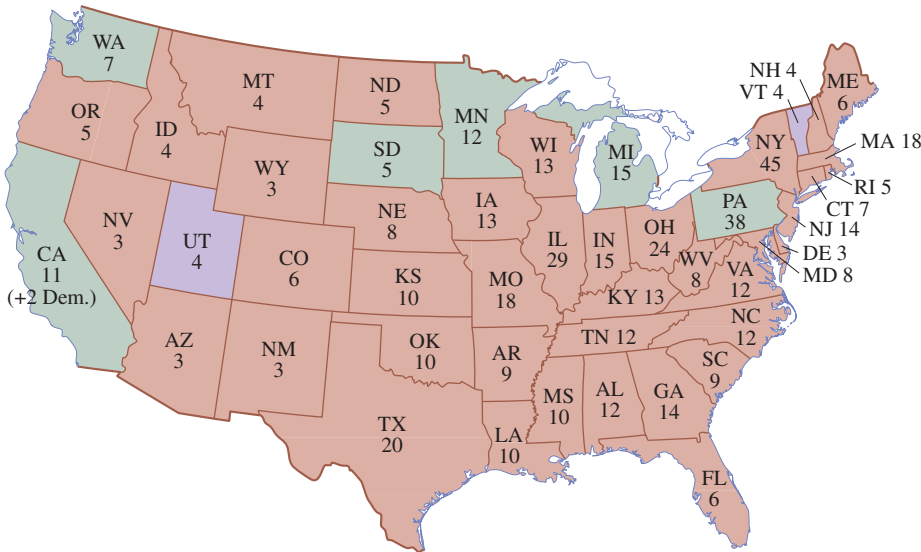 WA
7
OR
5
CA
11
(+2 Dem.)
ID
4
NV
3
MT
4
WY
3
UT
4
AZ
3
CO
6
NM
3
ND
5
SD
5
NE
8
KS
10
OK
10
TX
20
MN
12
IA
13
MO
18
AR
9
LA
10
WI
13
IL
29
MI
15
IN
15
OH
24
KY 13
TN 12
MS
10
AL
12
GA
14
FL
6
SC
9
NC
12
VA
12
WV
8
PA
38
NY
45
NH 4
VT 4
ME
6
MA 18
RI 5
CT 7
NJ 14
DE 3
MD 8